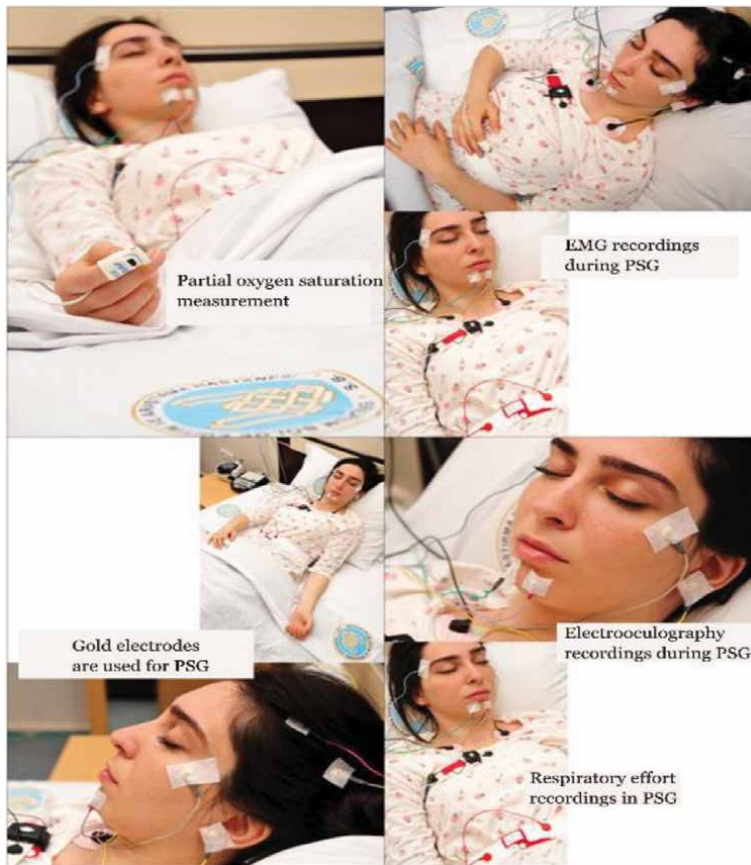 Partial oxygen saturation
measurement
EMG recordings
during PSG
Gold electrodes
are used for PSG
Electrooculography
recordings during PSG
Respiratory effort
recordings in PSG